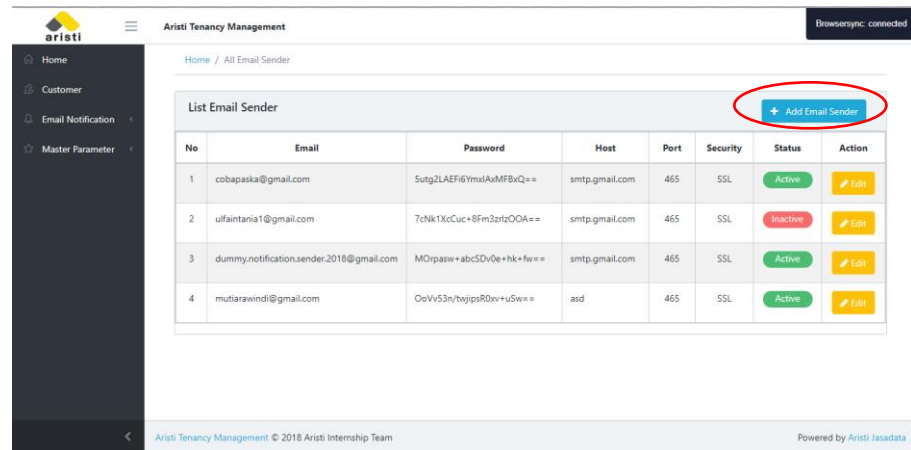 aristi
Aristi Tenancy Management
Browsersync: connected
Home
Customer
Email Notification
Master Parameter
Home / All Email Sender
List Email Sender
+ Add Email Sender
No Email Password Host Port Security Status Action
1 cobapaska@gmail.com 5utg2LAEFi6YmxlAxMFBxQ== smtp.gmail.com 465 SSL Active Edit
2 ulfaintania1@gmail.com 7cNk1XcCuc+8Fm3zrlzOOA== smtp.gmail.com 465 SSL Inactive Edit
3 dummy.notification.sender.2018@gmail.com MOrpasw+abcSDv0e+hk+fw== smtp.gmail.com 465 SSL Active Edit
4 mutiarawindi@gmail.com OoVv53n/twjipsR0xv+uSw== asd 465 SSL Active Edit
Aristi Tenancy Management © 2018 Aristi Internship Team
Powered by Aristi Jasadata